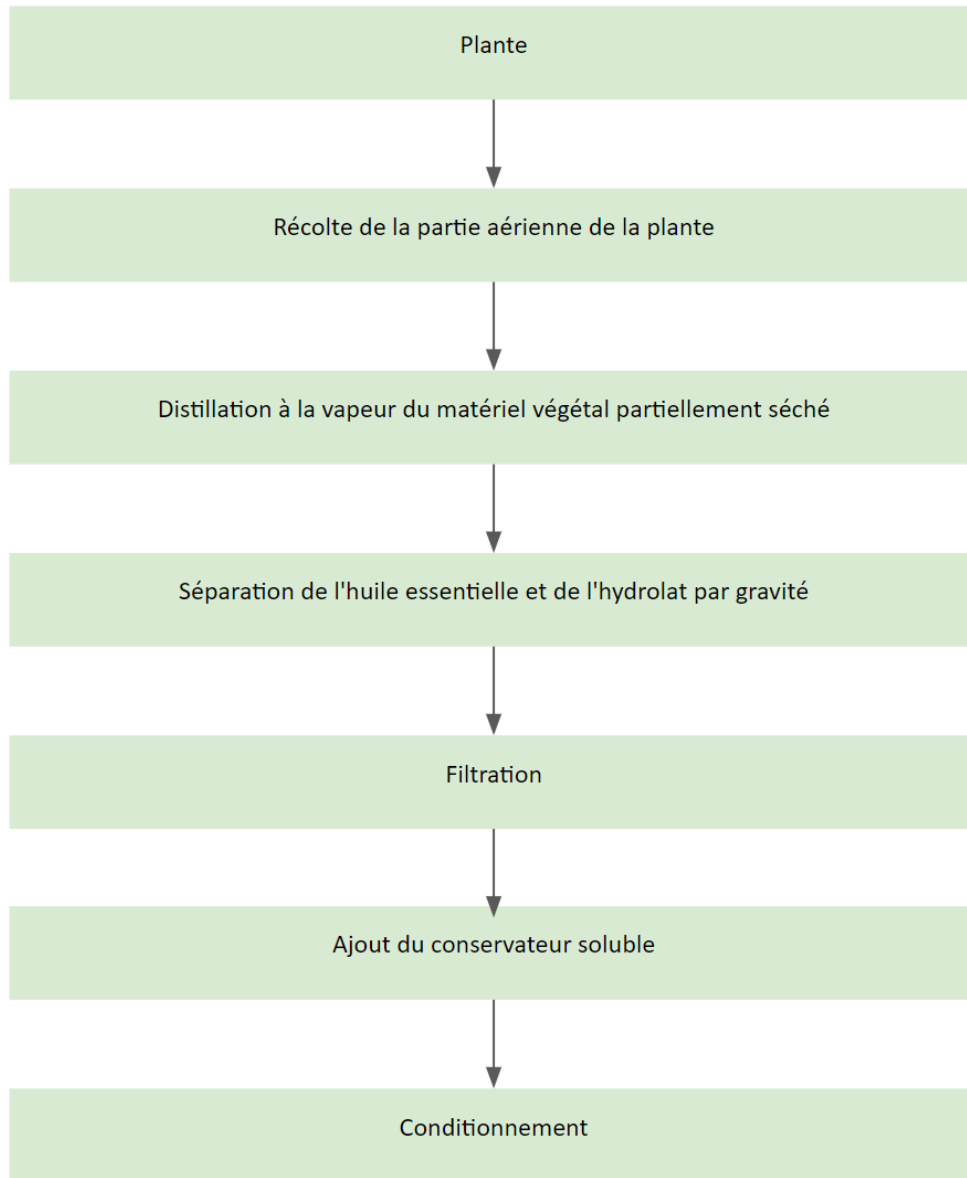 Plante
Récolte de la partie aérienne de la plante
Distillation à la vapeur du matériel végétal partiellement séché
Séparation de l'huile essentielle et de l'hydrolat par gravité
Filtration
Ajout du conservateur soluble
Conditionnement